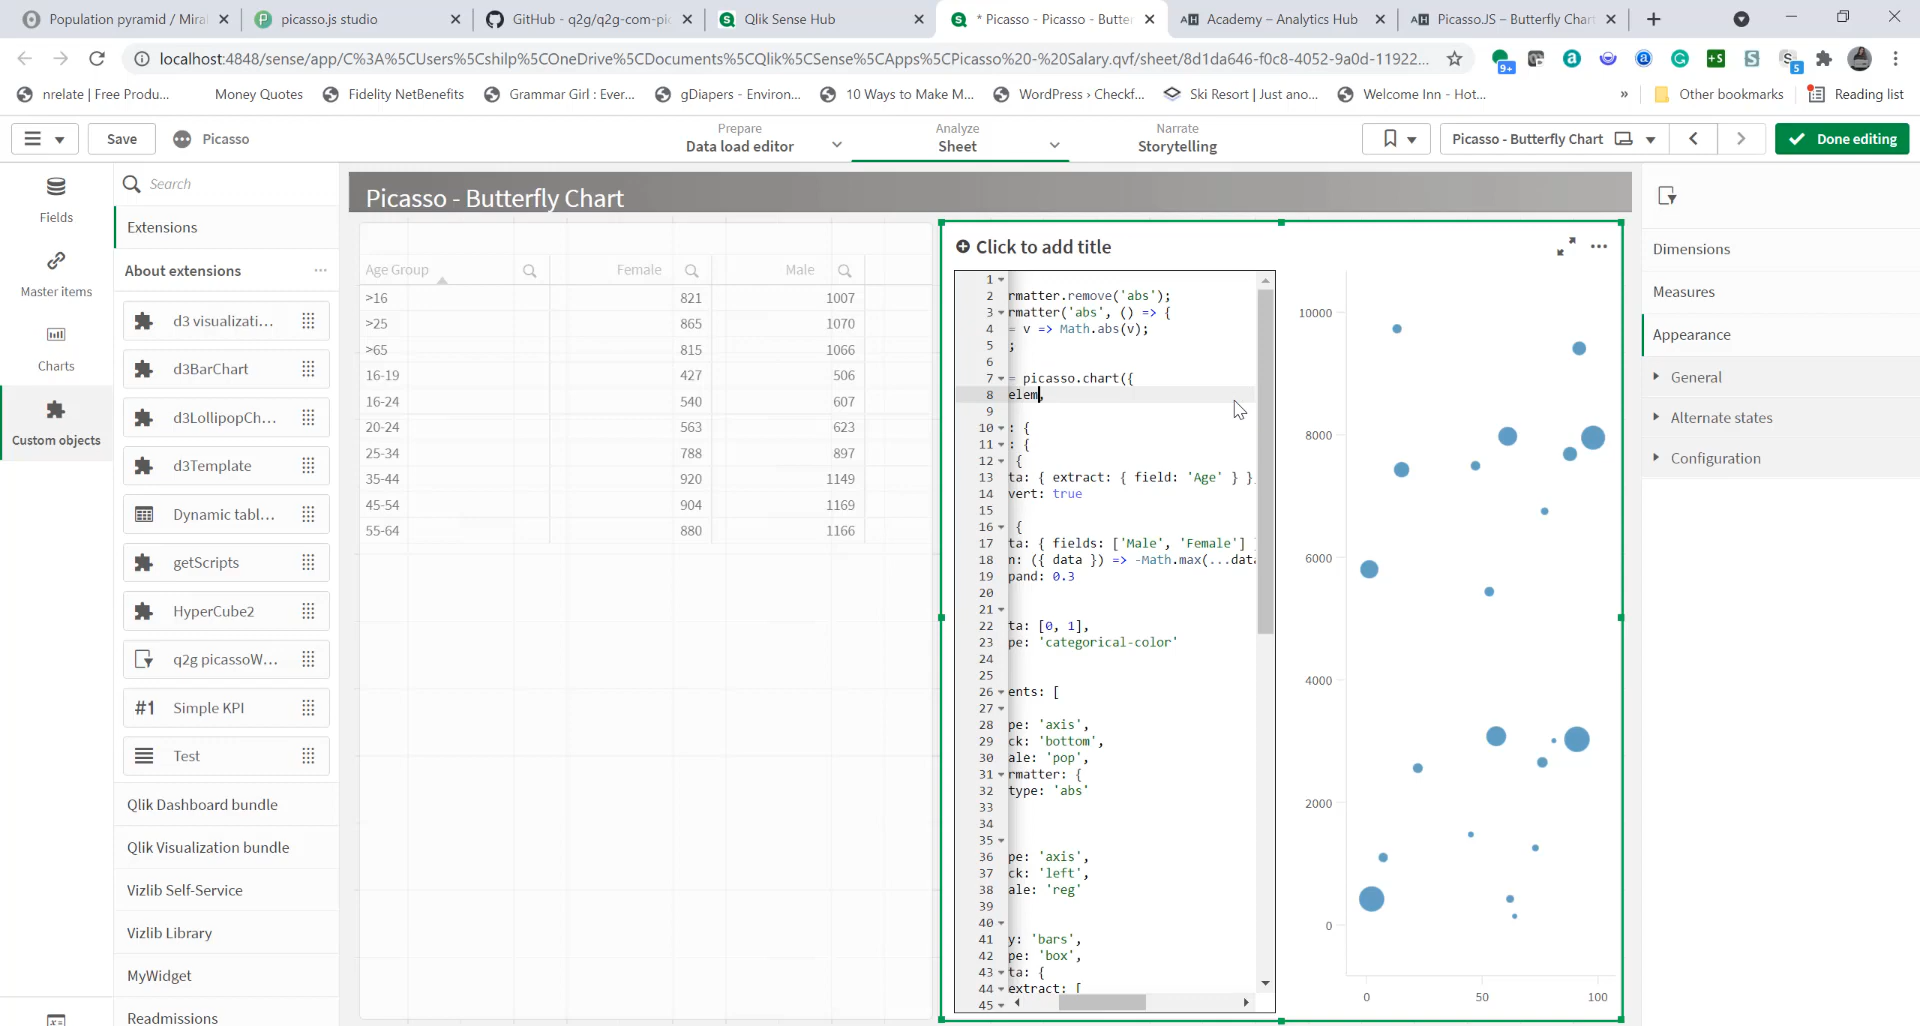 Population pyramid / Miral
picasso.js studio
GitHub - q2g/q2g-com-pic
Qlik Sense Hub
* Picasso - Picasso - Butter
Academy – Analytics Hub
PicassoJS – Butterfly Chart
localhost:4848/sense/app/C%3A%5CUsers%5Cshilp%5COneDrive%5CDocuments%5CQlik%5CSense%5CApps%5CPicasso%20-%20Salary.qvf/sheet/8d1da646-f0c8-4052-9a0d-11922...
9+
+S
5
nrelate | Free Produ...
Money Quotes
Fidelity NetBenefits
Grammar Girl : Ever...
gDiapers - Environ...
10 Ways to Make M...
WordPress › Checkf...
Ski Resort | Just ano...
Welcome Inn - Hot...
»
Other bookmarks
Reading list
Save
Picasso
Prepare
Data load editor
Analyze
Sheet
Narrate
Storytelling
Picasso - Butterfly Chart
Done editing
Fields
Master items
Charts
Custom objects
Search
Extensions
About extensions
d3 visualizati...
d3BarChart
d3LollipopCh...
d3Template
Dynamic tabl...
getScripts
HyperCube2
q2g picassoW...
#1 Simple KPI
Test
Qlik Dashboard bundle
Qlik Visualization bundle
Vizlib Self-Service
Vizlib Library
MyWidget
Readmissions
Picasso - Butterfly Chart
Age Group Female Male
>16 821 1007
>25 865 1070
>65 815 1066
16-19 427 506
16-24 540 607
20-24 563 623
25-34 788 897
35-44 920 1149
45-54 904 1169
55-64 880 1166
Click to add title
1
2 rmatter.remove('abs');
3 rmatter('abs', () => {
4 = v => Math.abs(v);
5 ;
6
7 = picasso.chart({
8 elem,
9
10 : {
11 : {
12 {
13 ta: { extract: { field: 'Age' } }
14 vert: true
15
16 {
17 ta: { fields: ['Male', 'Female']
18 n: ({ data }) => -Math.max(...data
19 pand: 0.3
20
21
22 ta: [0, 1],
23 pe: 'categorical-color'
24
25
26 ents: [
27
28 pe: 'axis',
29 ck: 'bottom',
30 ale: 'pop',
31 rmatter: {
32 type: 'abs'
33
34
35
36 pe: 'axis',
37 ck: 'left',
38 ale: 'reg'
39
40
41 y: 'bars',
42 pe: 'box',
43 ta: {
44 extract: [
45
10000
8000
6000
4000
2000
0
0 50 100
Dimensions
Measures
Appearance
General
Alternate states
Configuration